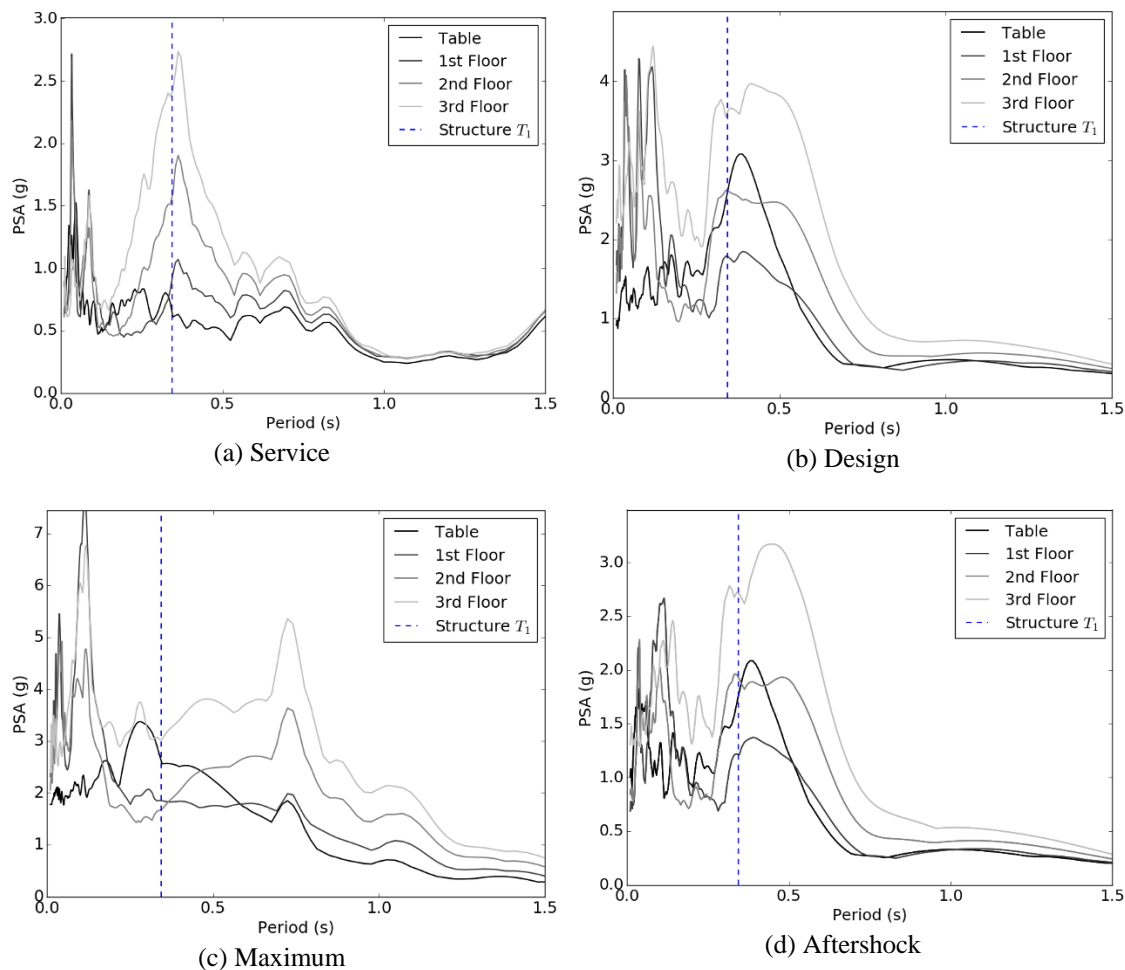 3.0
2.5
2.0
1.5
1.0
0.5
0.0
PSA (g)
0.0 0.5 1.0 1.5
Period (s)
Table
1st Floor
2nd Floor
3rd Floor
Structure T1
(a) Service
4
3
2
1
0
PSA (g)
0.0 0.5 1.0 1.5
Period (s)
Table
1st Floor
2nd Floor
3rd Floor
Structure T1
(b) Design
7
6
5
4
3
2
1
0
PSA (g)
0.0 0.5 1.0 1.5
Period (s)
Table
1st Floor
2nd Floor
3rd Floor
Structure T1
(c) Maximum
3.0
2.5
2.0
1.5
1.0
0.5
0.0
PSA (g)
0.0 0.5 1.0 1.5
Period (s)
Table
1st Floor
2nd Floor
3rd Floor
Structure T1
(d) Aftershock